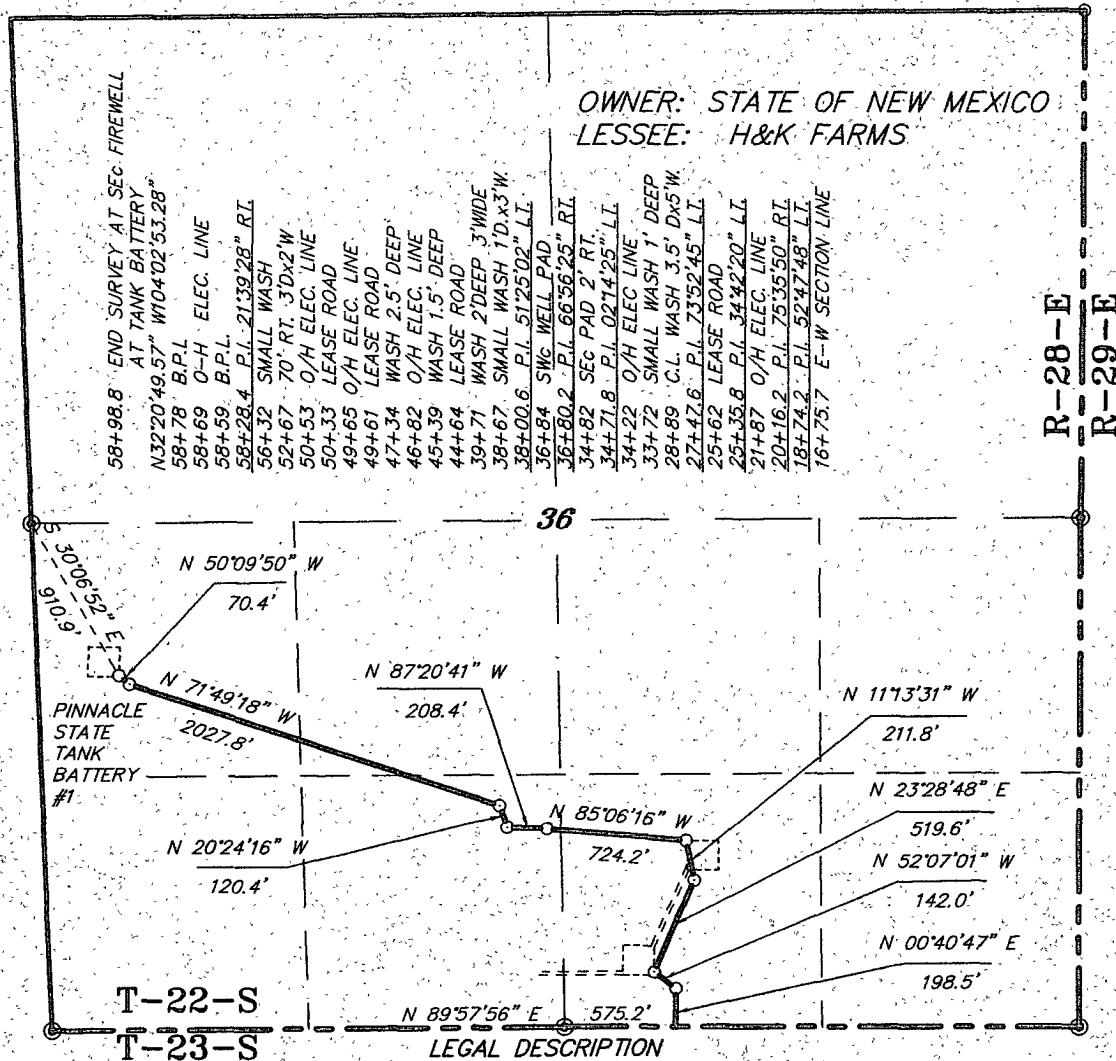 OWNER: STATE OF NEW MEXICO
LESSEE: H&K FARMS
58+98.8 END SURVEY AT SEC. FIREWELL
AT TANK BATTERY
N32°20'49.57" W104°02'53.28"
58+78 B.P.L
58+69 O-H ELEC. LINE
58+59 B.P.L.
58+28.4 P.I. 21°39'28" RT.
56+32 SMALL WASH
52+67 70' RT. 3'Dx2'W
50+53 O/H ELEC. LINE
50+33 LEASE ROAD
49+65 O/H ELEC. LINE
49+61 LEASE ROAD
47+34 WASH 2.5' DEEP
46+82 O/H ELEC. LINE
45+39 WASH 1.5' DEEP
44+64 LEASE ROAD
39+71 WASH 2'DEEP 3'WIDE
38+67 SMALL WASH 1'D.x3'W.
38+00.6 P.I. 51°25'02" LT.
36+84 SWc WELL PAD
36+80.2 P.I. 66°56'25" RT.
34+82 SEc PAD 2' RT.
34+71.8 P.I. 02°14'25" LT.
34+22 O/H ELEC LINE
33+72 SMALL WASH 1' DEEP
28+89 C.L. WASH 3.5' Dx5'W.
27+47.6 P.I. 73°52'45" LT.
25+62 LEASE ROAD
25+35.8 P.I. 34°42'20" LT.
21+87 O/H ELEC. LINE
20+16.2 P.I. 75°35'50" RT.
18+74.2 P.I. 52°47'48" LT.
16+75.7 E-W SECTION LINE
R-28-E
R-29-E
36
S 30°06'52" E
910.9'
N 50°09'50" W
70.4'
N 71°49'18" W
2027.8'
N 87°20'41" W
208.4'
N 11°13'31" W
211.8'
PINNACLE
STATE
TANK
BATTERY
#1
N 23°28'48" E
519.6'
N 85°06'16" W
724.2'
N 20°24'16" W
120.4'
N 52°07'01" W
142.0'
N 00°40'47" E
198.5'
T-22-S
T-23-S
N 89°57'56" E 575.2'
LEGAL DESCRIPTION